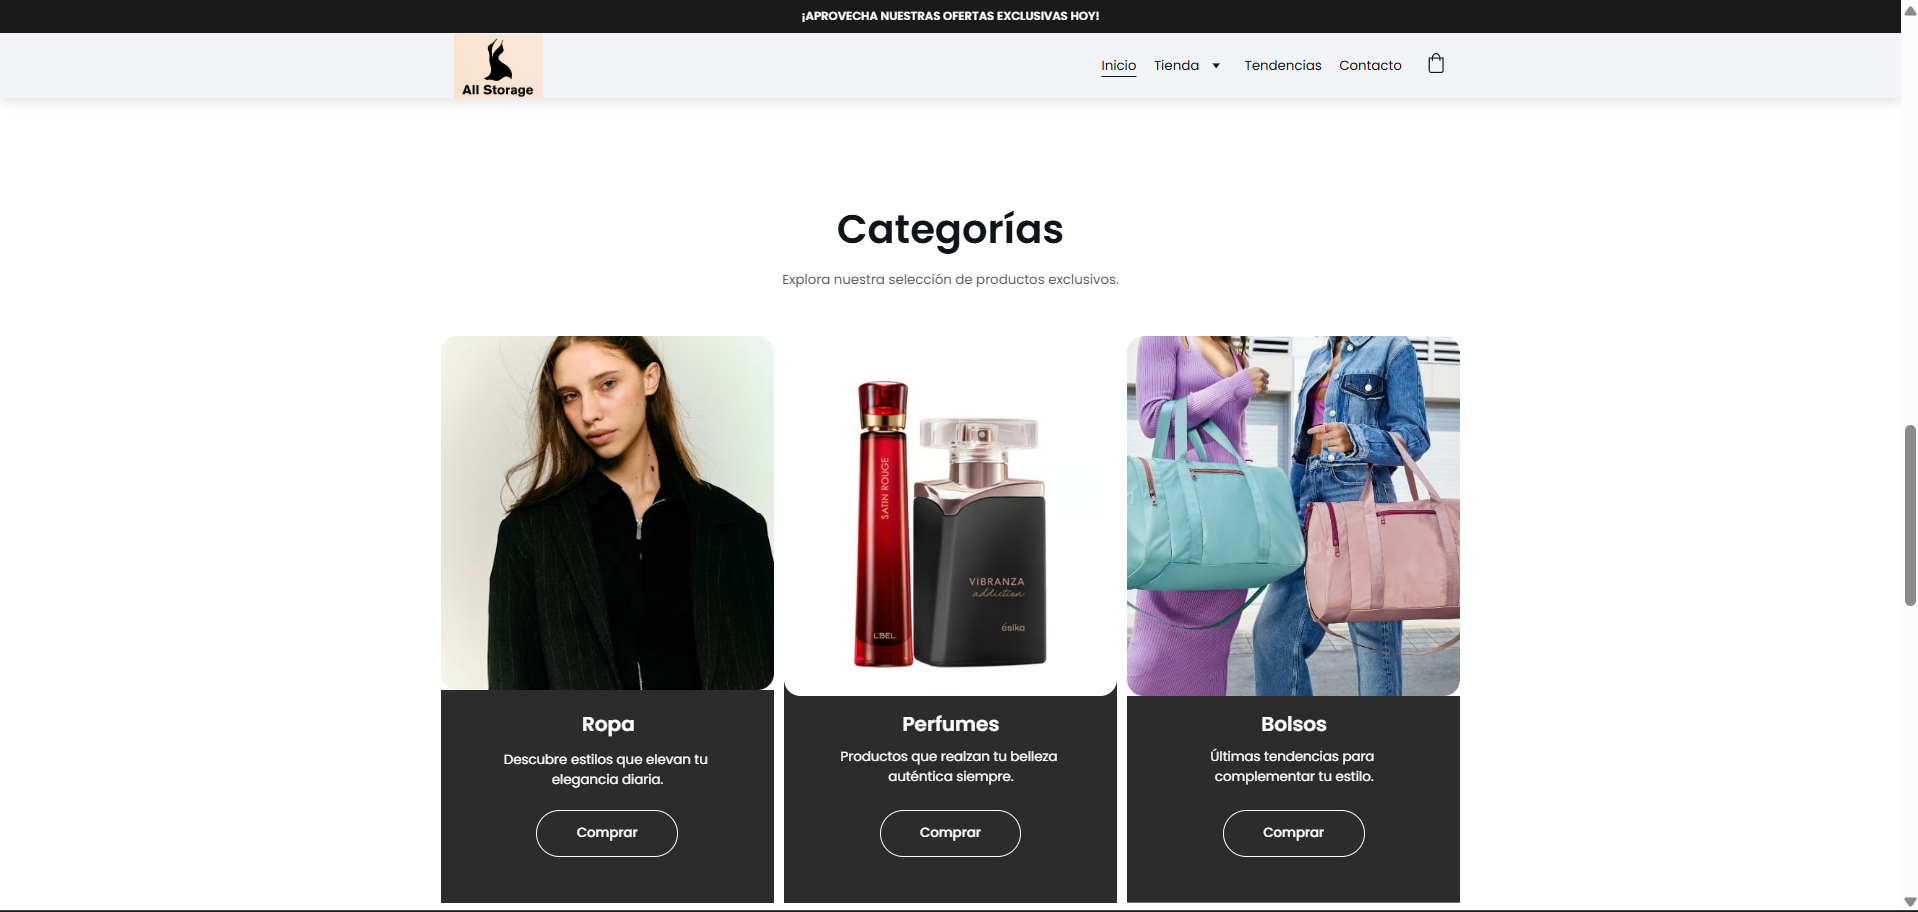 ¡APROVECHA NUESTRAS OFERTAS EXCLUSIVAS HOY!
All Storage
Inicio Tienda Tendencias Contacto
Categorías
Explora nuestra selección de productos exclusivos.
SATIN ROUGE
L'BEL
VIBRANZA
addiction
ésika
Ropa
Descubre estilos que elevan tu
elegancia diaria.
Comprar
Perfumes
Productos que realzan tu belleza
auténtica siempre.
Comprar
Bolsos
Últimas tendencias para
complementar tu estilo.
Comprar